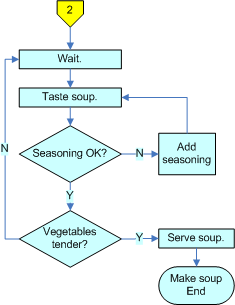 2
Wait.
Taste soup.
Seasoning OK?
N
Add
seasoning
N
Y
Vegetables
tender?
Y
Serve soup.
Make soup
End